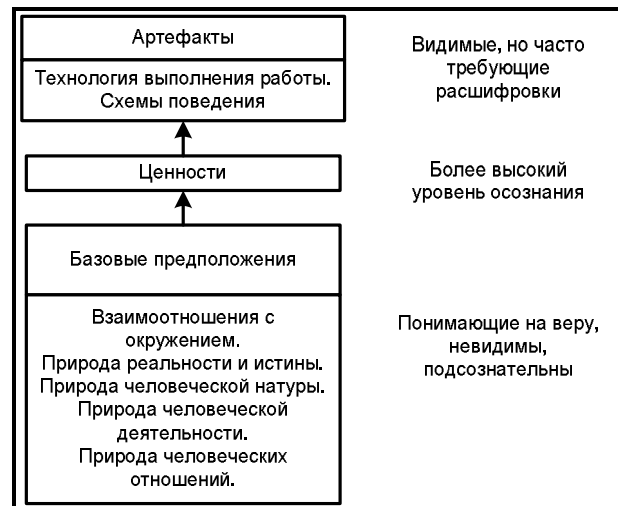 Артефакты
Технология выполнения работы.
Схемы поведения
Видимые, но часто
требующие
расшифровки
Ценности
Более высокий
уровень осознания
Базовые предположения
Взаимоотношения с
окружением.
Природа реальности и истины.
Природа человеческой натуры.
Природа человеческой
деятельности.
Природа человеческих
отношений.
Понимающие на веру,
невидимы,
подсознательны